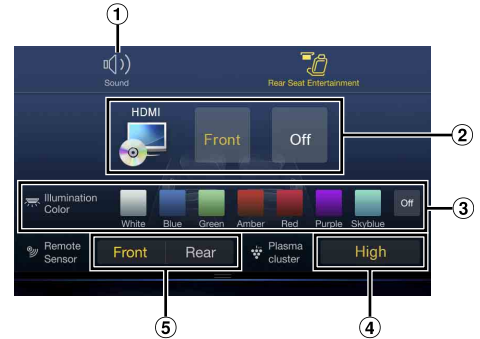 1
Sound
Rear Seat Entertainment
HDMI
Front
Off
2
Illumination
Color
White
Blue
Green
Amber
Red
Purple
Skyblue
Off
3
Remote
Sensor
Front
Rear
Plasma
cluster
High
5
4